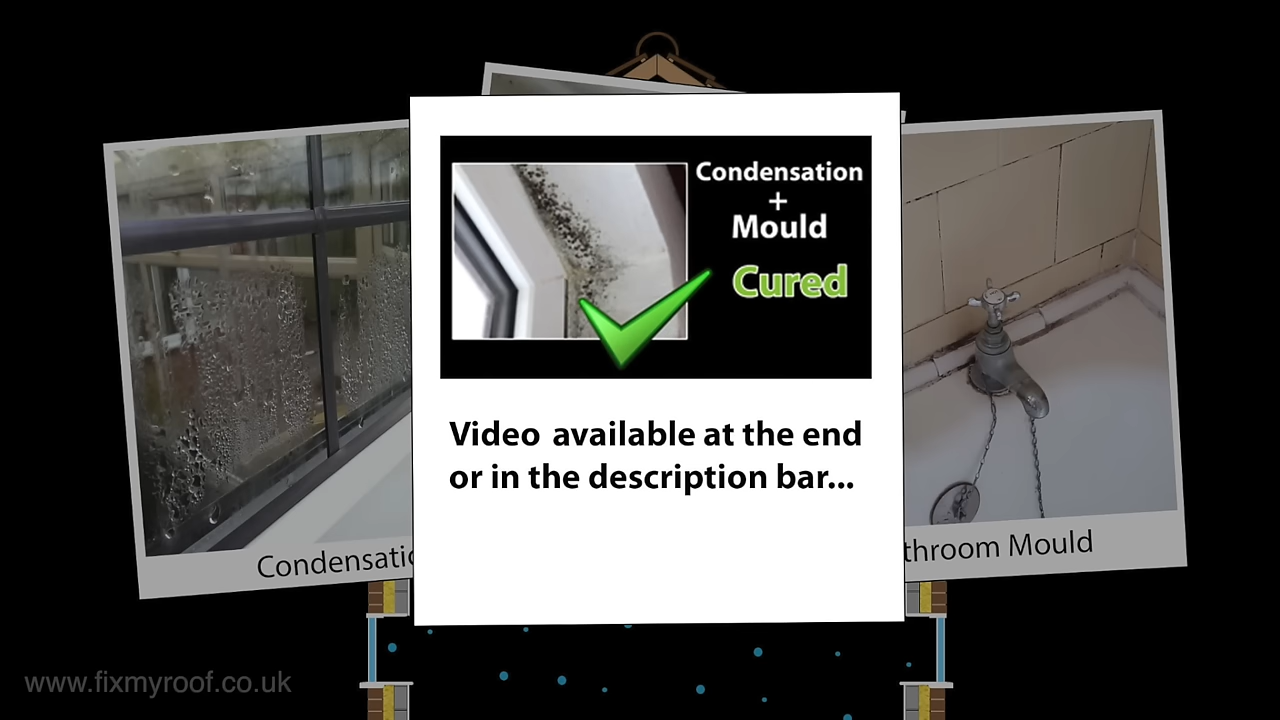 Condensation
+
Mould
Cured
Video available at the end
or in the description bar...
Condensatio
throom Mould
www.fixmyroof.co.uk